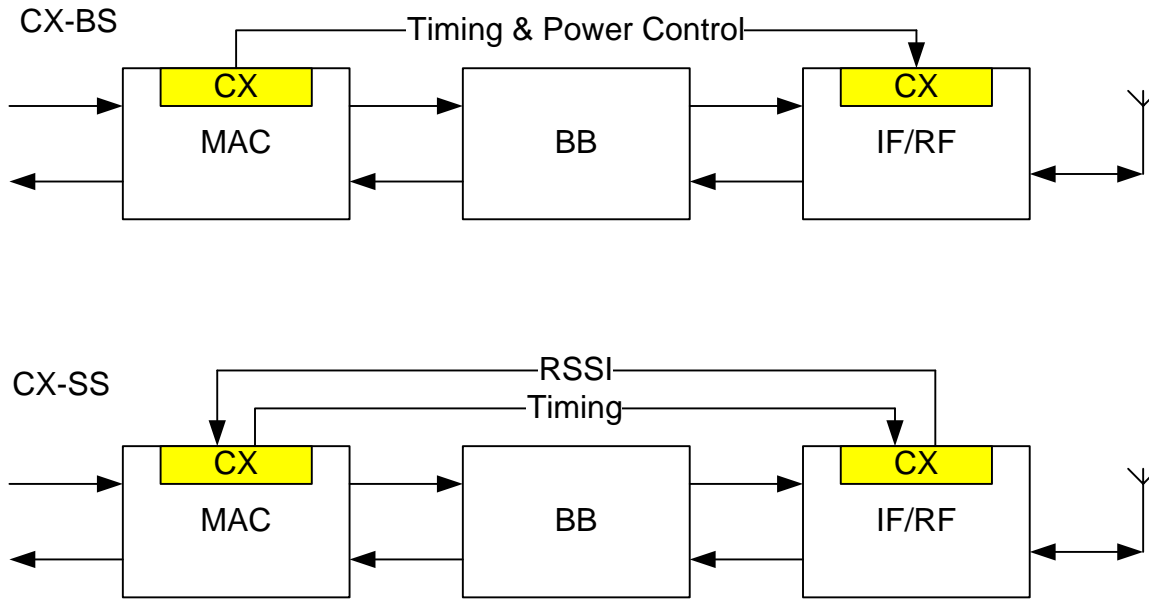 CX-BS
Timing & Power Control
CX
CX
MAC
BB
IF/RF
RSSI
CX-SS
Timing
CX
CX
MAC
BB
IF/RF